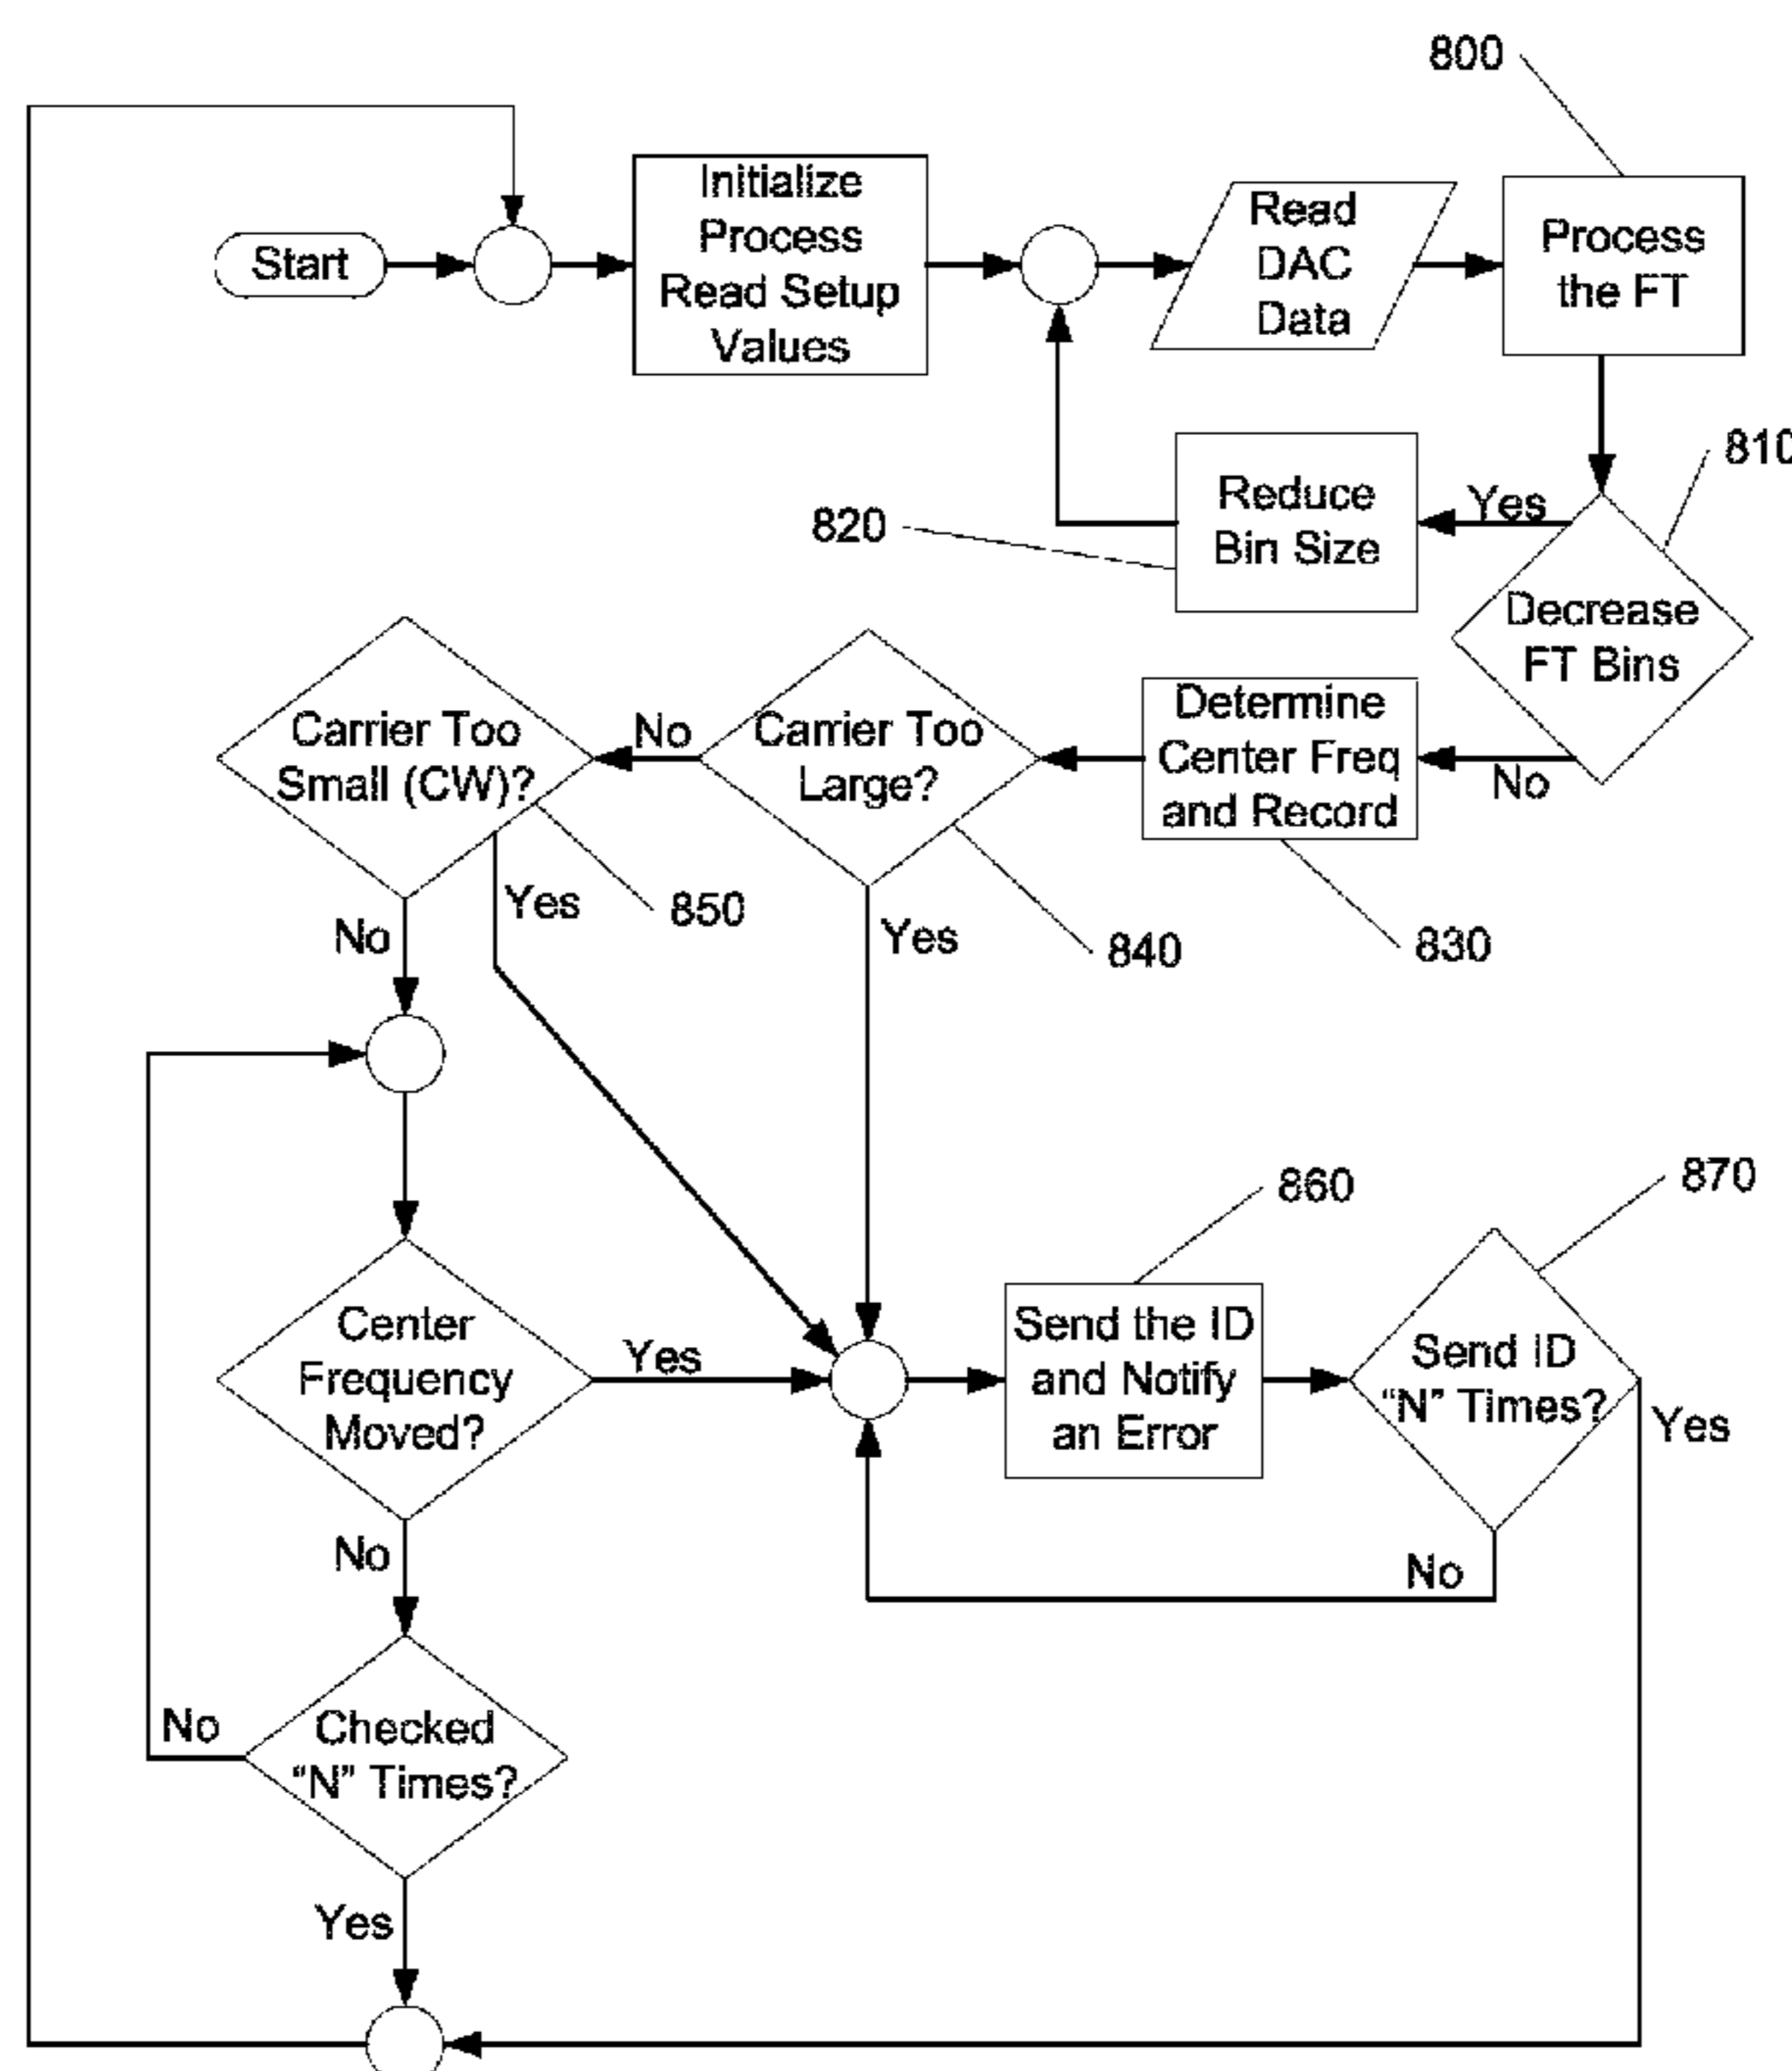 800
Start
Initialize
Process
Read Setup
Values
Read
DAC
Data
Process
the FT
810
Yes
Reduce
Bin Size
820
Decrease
FT Bins
No
Determine
Center Freq
and Record
830
Carrier Too
Large?
No
Yes
840
Carrier Too
Small (CW)?
Yes
850
No
Center
Frequency
Moved?
Yes
860
Send the ID
and Notify
an Error
870
Send ID
“N” Times?
Yes
No
No
Checked
“N” Times?
No
Yes